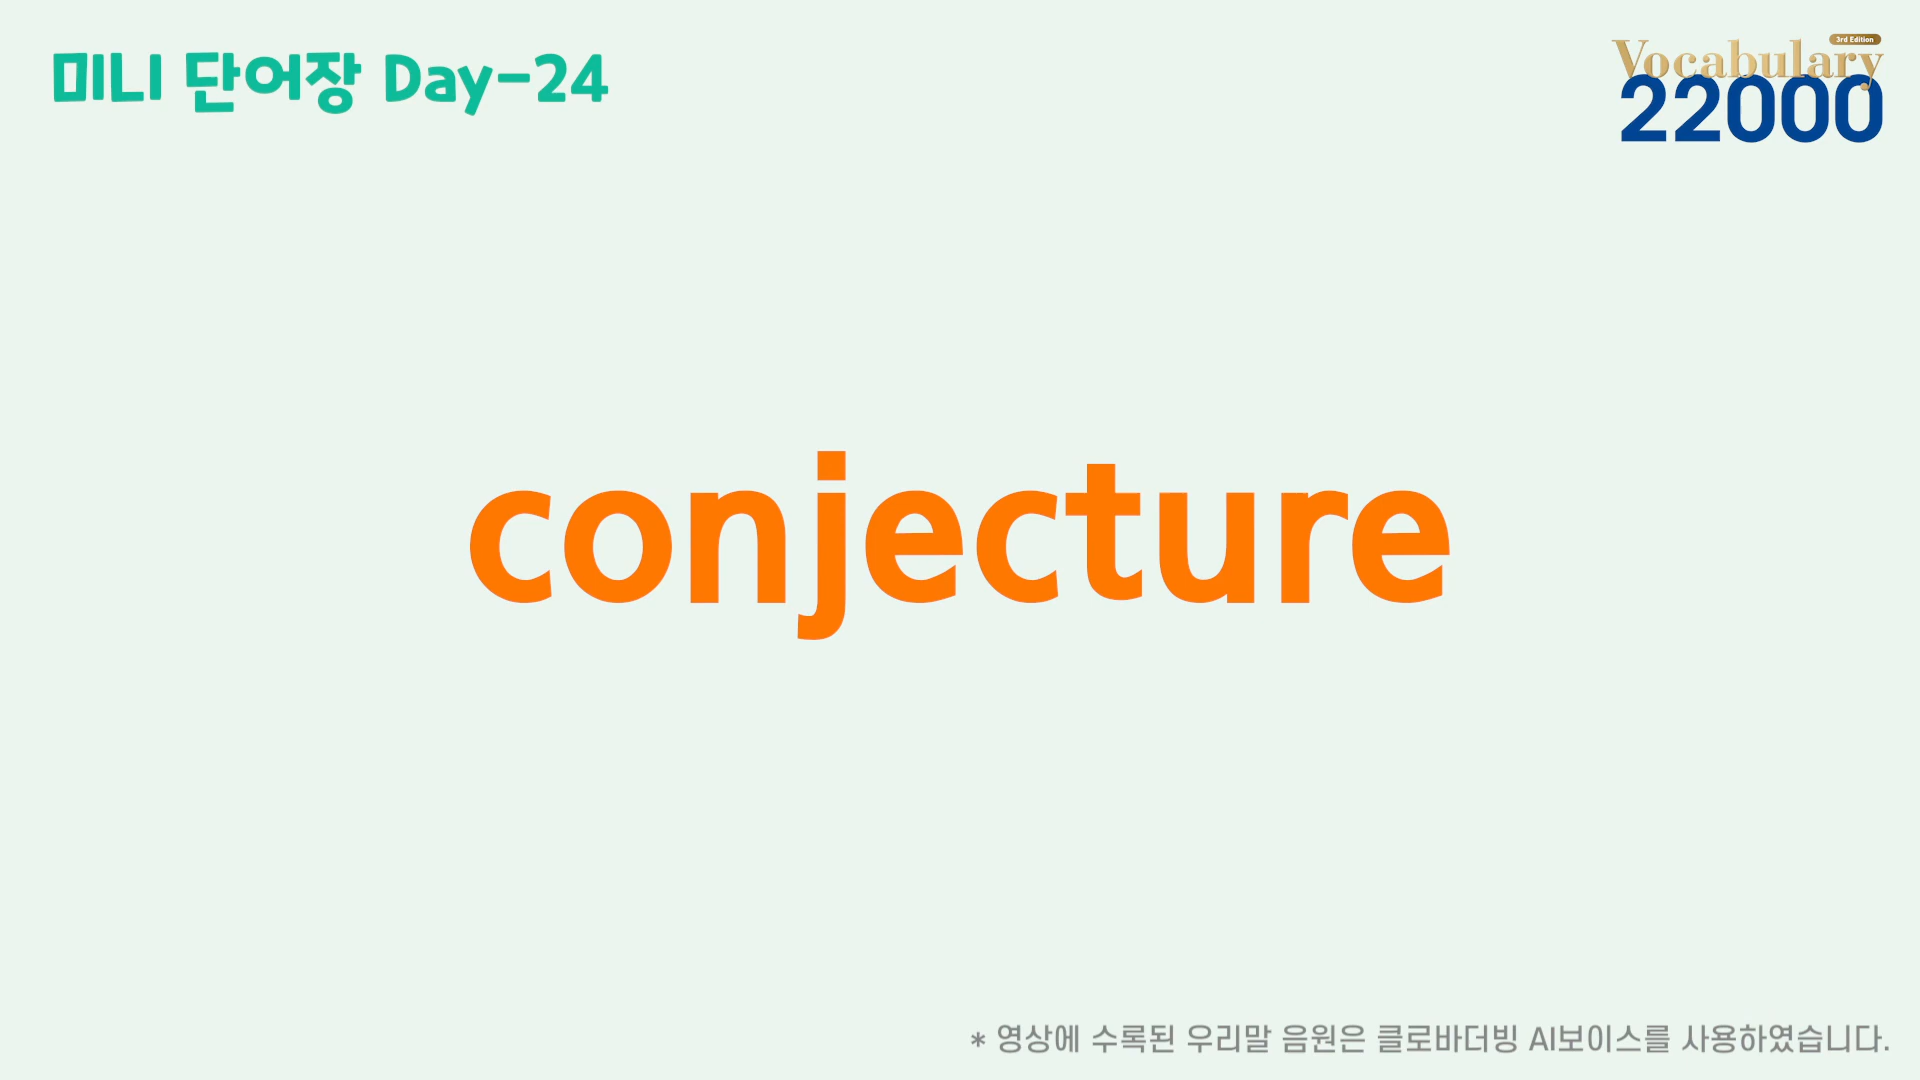 미니 단어장 Day-24
3rd Edition
Vocabulary
22000
conjecture
* 영상에 수록된 우리말 음원은 클로바더빙 AI보이스를 사용하였습니다.